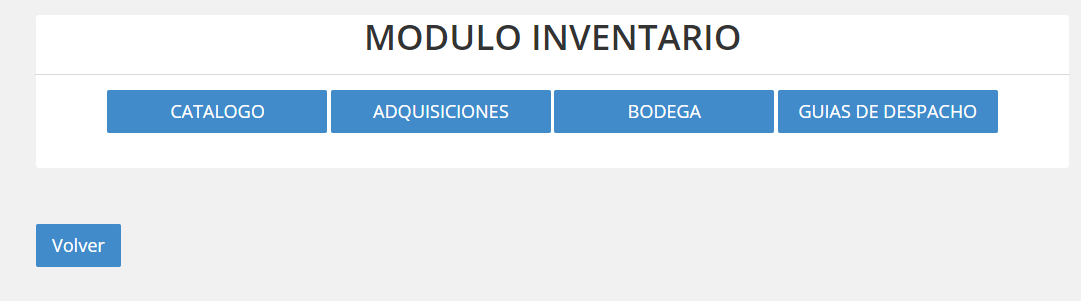 MODULO INVENTARIO
CATALOGO ADQUISICIONES BODEGA GUIAS DE DESPACHO
Volver